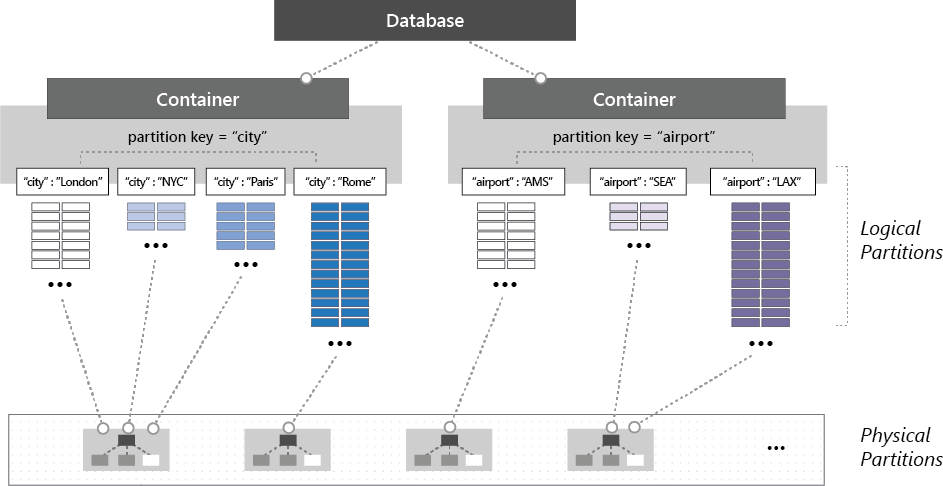 Database
Container
Container
partition key = “city”
partition key = “airport”
“city” : “London”
“city” : “NYC”
“city” : “Paris”
“city” : “Rome”
“airport” : “AMS”
“airport” : “SEA”
“airport” : “LAX”
•••
•••
•••
•••
•••
•••
•••
Logical
Partitions
•••
Physical
Partitions